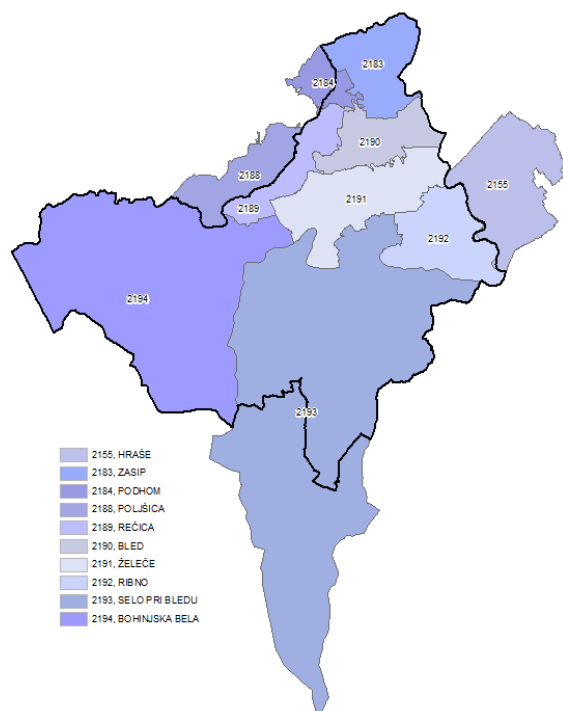 2183
2184
2190
2188
2155
2191
2189
2192
2194
2193
2155, HRAŠE
2183, ZASIP
2184, PODHOM
2188, POLJŠICA
2189, REČICA
2190, BLED
2191, ŽELEČE
2192, RIBNO
2193, SELO PRI BLEDU
2194, BOHINJSKA BELA